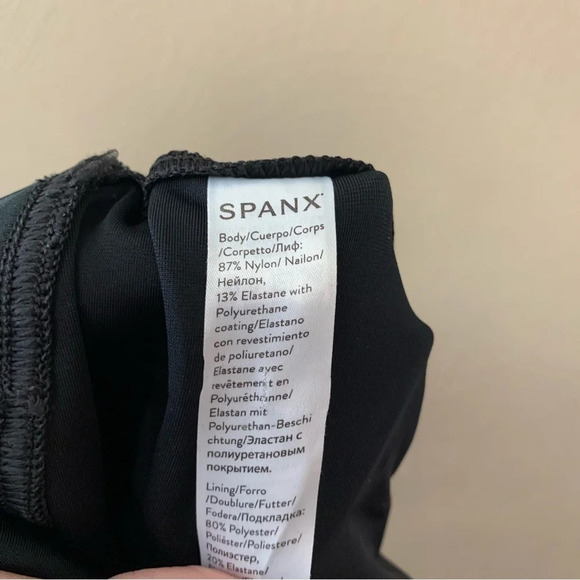 SPANX
Body/Cuerpo/Corps
/Corpetto/Лиф:
87% Nylon/ Nailon/
Нейлон,
13% Elastane with
Polyurethane
coating/Elastano
con revestimiento
de poliuretano/
Elastane avec
revêtement en
Polyuréthanne/
Elastan mit
Polyurethan-Beschi
chtung/Эластан с
полиуретановым
покрытием.
Lining/Forro
/Doublure/Futter/
Fodera/Подкладка:
80% Polyester/
Poliéster/Poliestere/
Полиэстер,
20% Elastane/